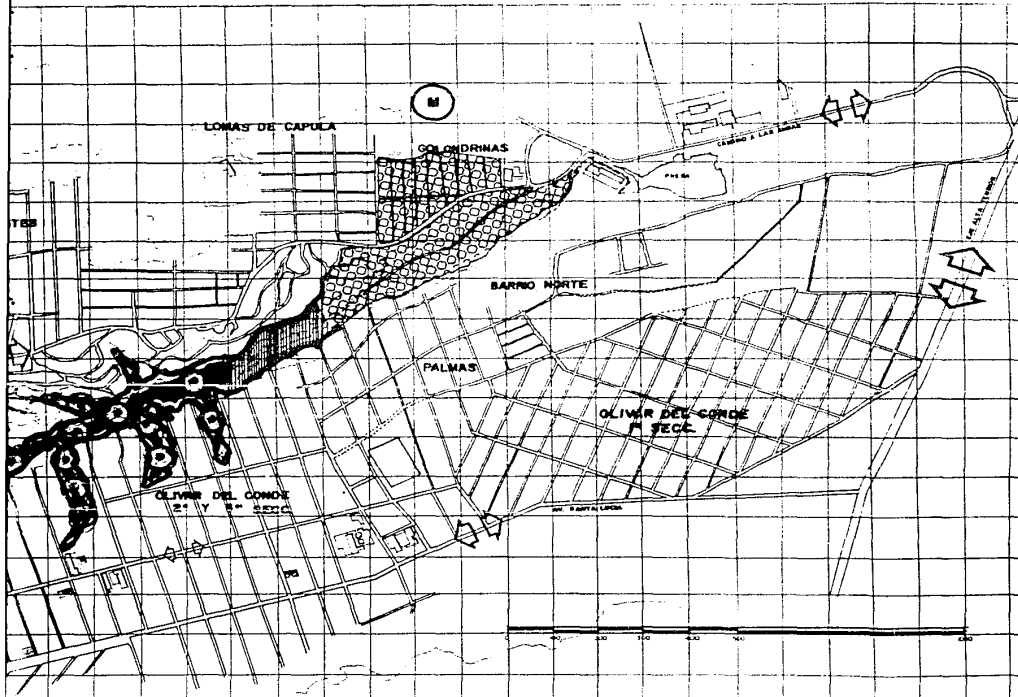 M
LOMAS DE CAPULA
GOLONDRINAS
CAMINO A LAS MINAS
PRESA
BARRIO NORTE
PALMAS
OLIVAR DEL CONDE
1ª SECC.
OLIVAR DEL CONDE
2ª Y 3ª SECC.
AV. SANTA LUCIA